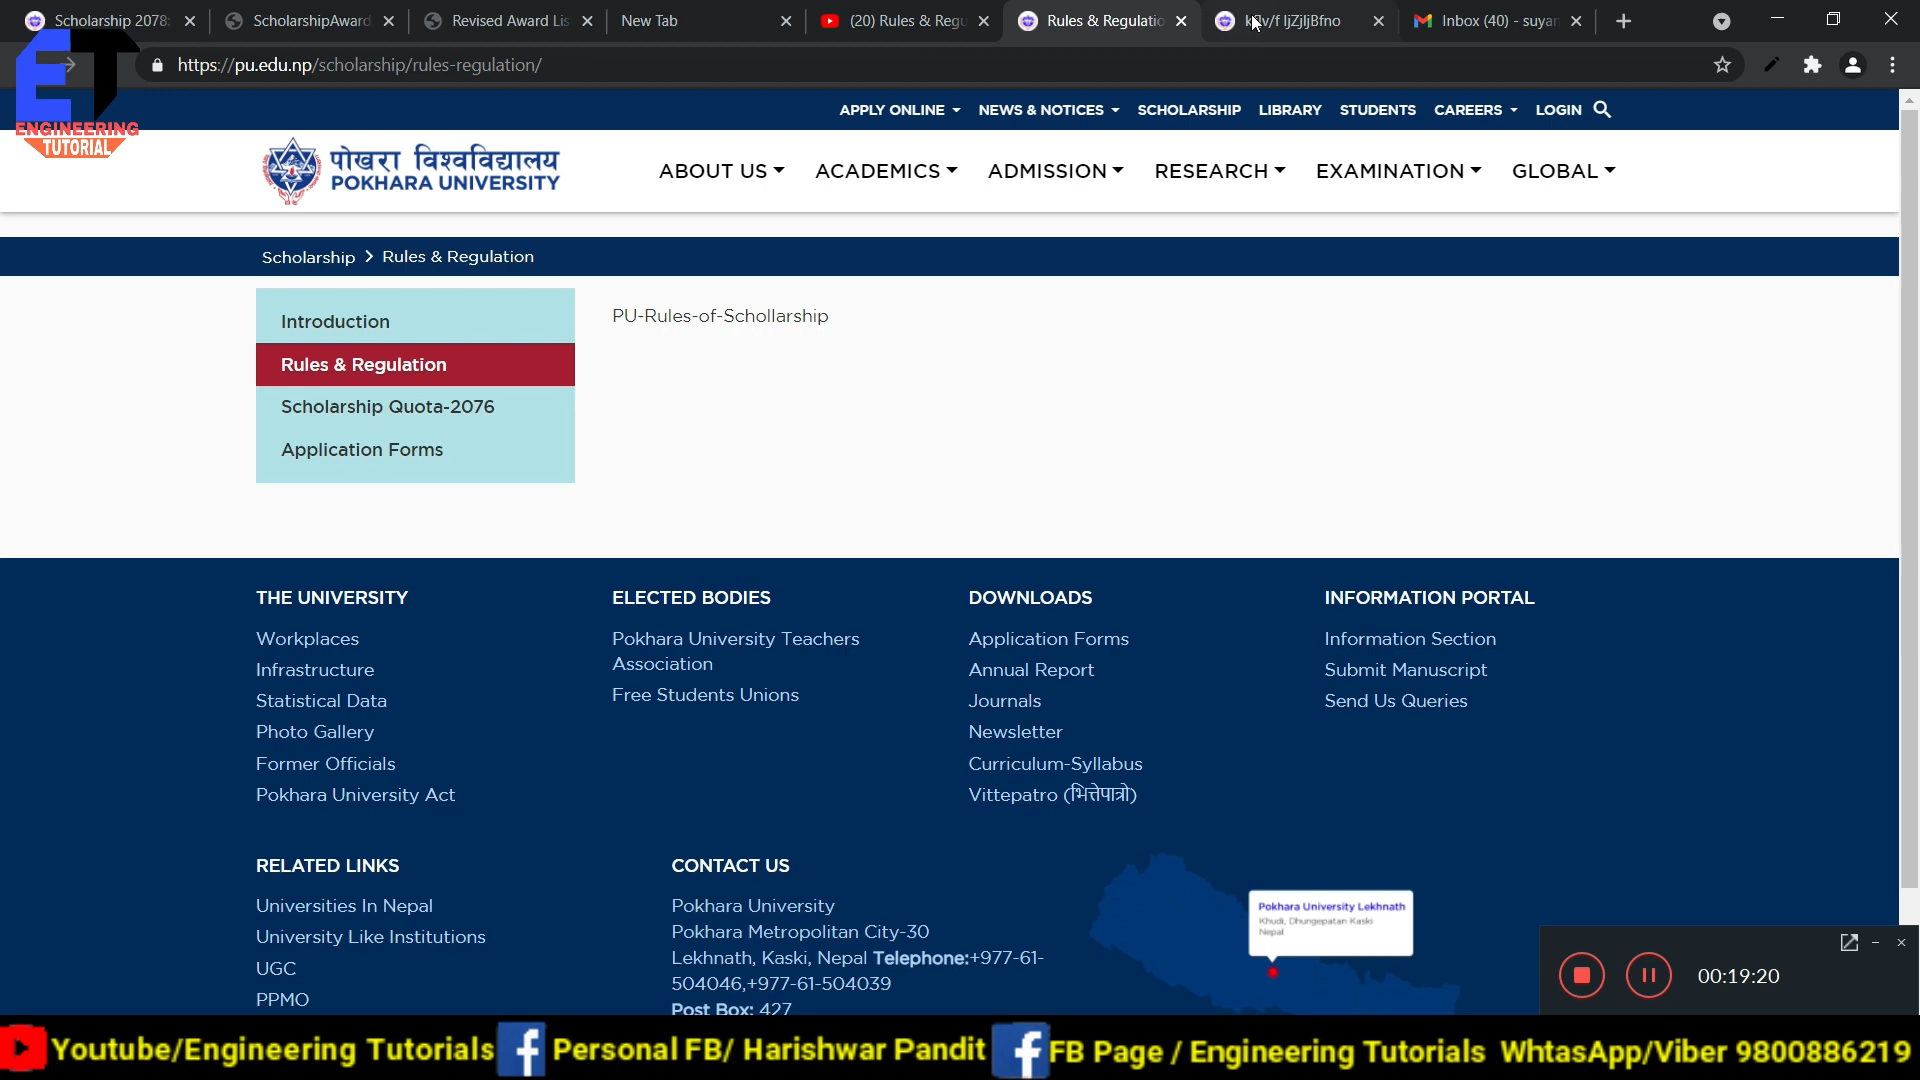 Scholarship 2078:
ScholarshipAward
Revised Award Lis
New Tab
(20) Rules & Regu
Rules & Regulatio
Inbox (40) - suyan
https://pu.edu.np/scholarship/rules-regulation/
ET
ENGINEERING
TUTORIAL
APPLY ONLINE
NEWS & NOTICES
SCHOLARSHIP
LIBRARY
STUDENTS
CAREERS
LOGIN
पोखरा विश्वविद्यालय
POKHARA UNIVERSITY
ABOUT US
ACADEMICS
ADMISSION
RESEARCH
EXAMINATION
GLOBAL
Scholarship > Rules & Regulation
Introduction
Rules & Regulation
Scholarship Quota-2076
Application Forms
PU-Rules-of-Schollarship
THE UNIVERSITY
Workplaces
Infrastructure
Statistical Data
Photo Gallery
Former Officials
Pokhara University Act
ELECTED BODIES
Pokhara University Teachers
Association
Free Students Unions
DOWNLOADS
Application Forms
Annual Report
Journals
Newsletter
Curriculum-Syllabus
Vittepatro (भित्तेपात्रो)
INFORMATION PORTAL
Information Section
Submit Manuscript
Send Us Queries
RELATED LINKS
Universities In Nepal
University Like Institutions
UGC
PPMO
CONTACT US
Pokhara University
Pokhara Metropolitan City-30
Lekhnath, Kaski, Nepal Telephone:+977-61-
504046,+977-61-504039
Post Box: 427
Pokhara University Lekhnath
Khudi, Dhungepatan Kaski
Nepal
00:19:20
Youtube/Engineering Tutorials
Personal FB/ Harishwar Pandit
FB Page / Engineering Tutorials WhtasApp/Viber 9800886219